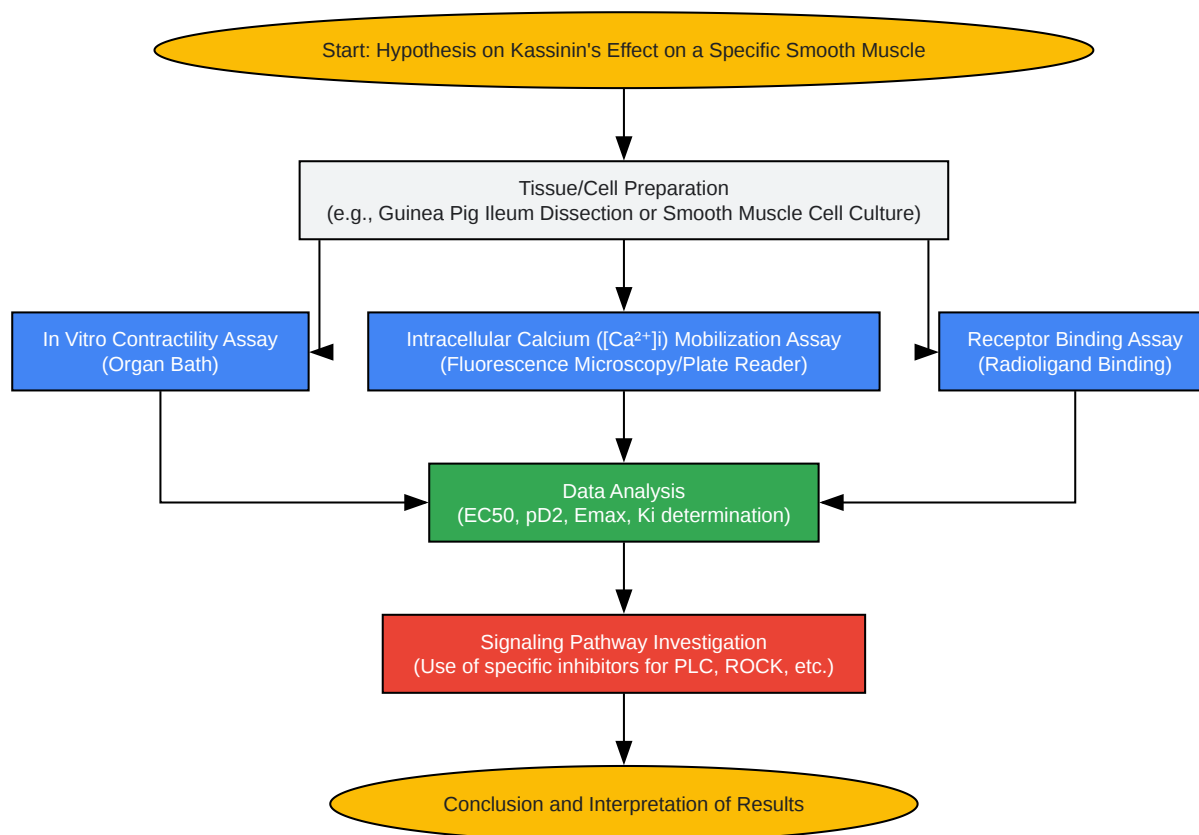 Start: Hypothesis on Kassinin's Effect on a Specific Smooth Muscle
Tissue/Cell Preparation
(e.g., Guinea Pig Ileum Dissection or Smooth Muscle Cell Culture)
In Vitro Contractility Assay
(Organ Bath)
Intracellular Calcium ([Ca²⁺]i) Mobilization Assay
(Fluorescence Microscopy/Plate Reader)
Receptor Binding Assay
(Radioligand Binding)
Data Analysis
(EC50, pD2, Emax, Ki determination)
Signaling Pathway Investigation
(Use of specific inhibitors for PLC, ROCK, etc.)
Conclusion and Interpretation of Results